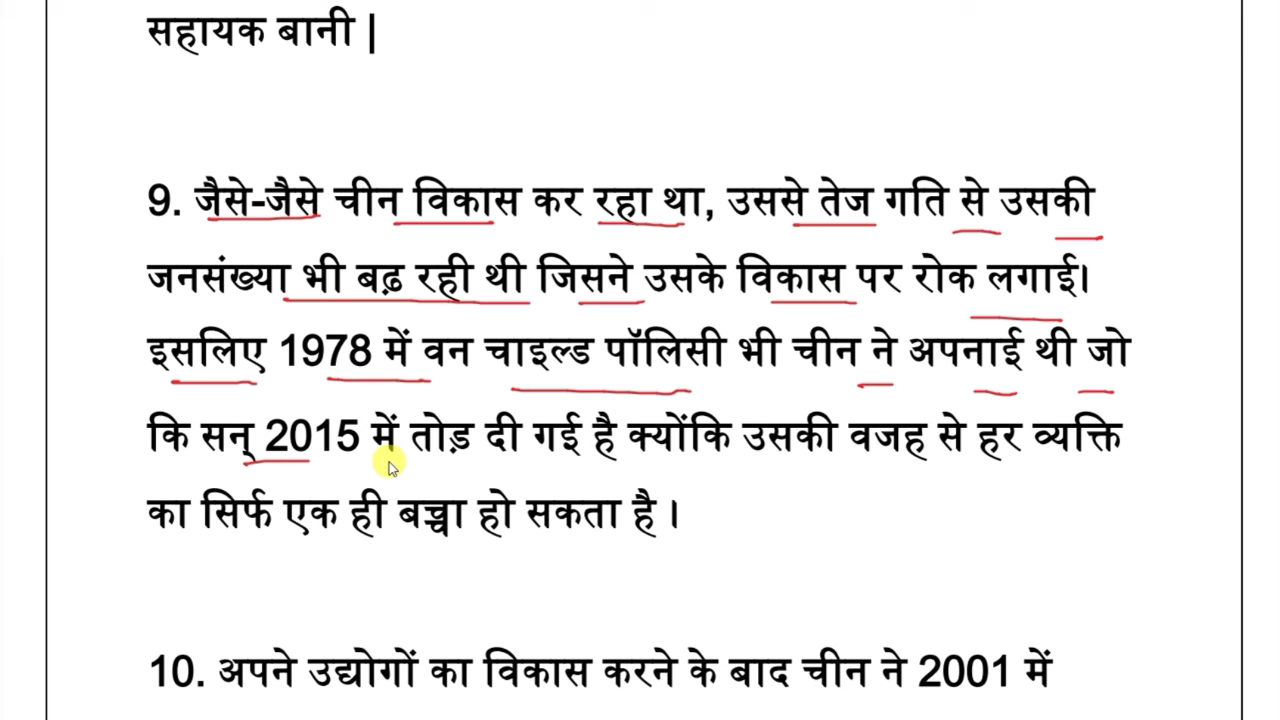 सहायक बानी |
9. जैसे-जैसे चीन विकास कर रहा था, उससे तेज गति से उसकी
जनसंख्या भी बढ़ रही थी जिसने उसके विकास पर रोक लगाई।
इसलिए 1978 में वन चाइल्ड पॉलिसी भी चीन ने अपनाई थी जो
कि सन् 2015 में तोड़ दी गई है क्योंकि उसकी वजह से हर व्यक्ति
का सिर्फ एक ही बच्चा हो सकता है ।
10. अपने उद्योगों का विकास करने के बाद चीन ने 2001 में